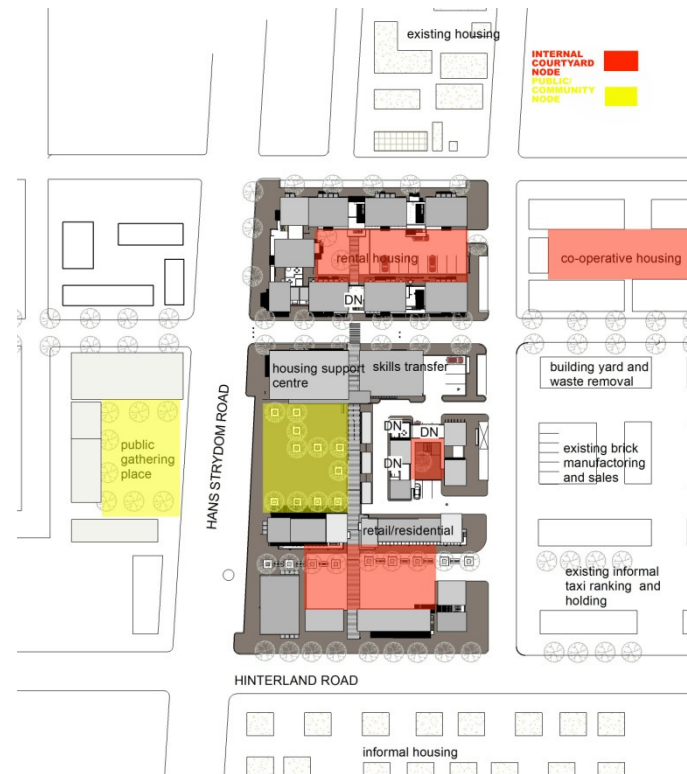 existing housing
INTERNAL
COURTYARD
NODE
PUBLIC/
COMMUNITY
NODE
rental housing
co-operative housing
DN
housing support
centre
skills transfer
building yard and
waste removal
HANS STRYDOM ROAD
public
gathering
place
DN
DN
DN
existing brick
manufactoring
and sales
retail/residential
existing informal
taxi ranking and
holding
HINTERLAND ROAD
informal housing